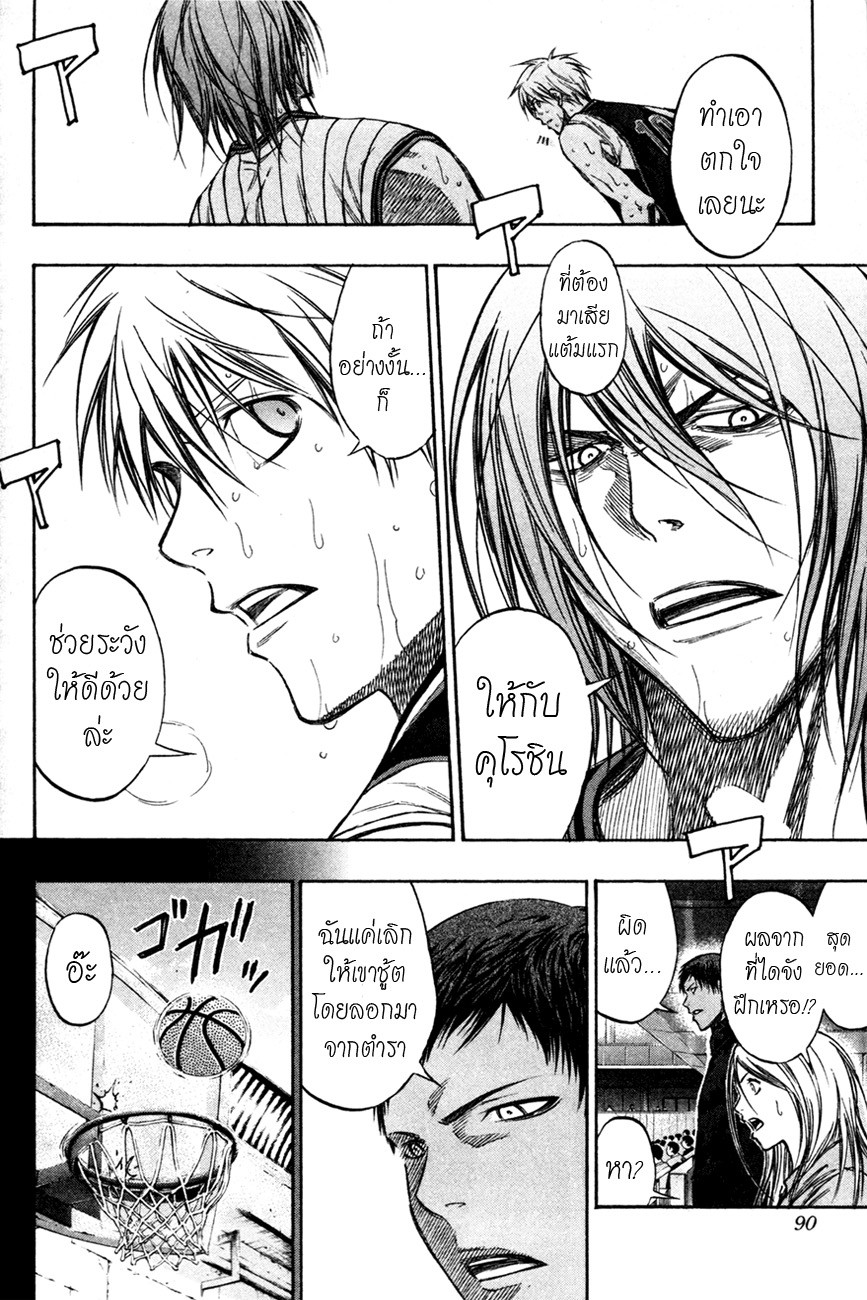 ทำเอา
ตกใจ
เลยนะ
ที่ต้อง
มาเสีย
แต้มแรก
ให้กับ
คุโรชิน
ถ้า
อย่างงั้น...
ก็
ช่วยระวัง
ให้ดีด้วย
ล่ะ
สุด
ยอด...
ผลจาก
ที่ไดจัง
ฝึกเหรอ!?
ผิด
แล้ว...
หา?
ฉันแค่เลิก
ให้เขาชู้ต
โดยลอกมา
จากตำรา
อ๊ะ
ゴガッ
90